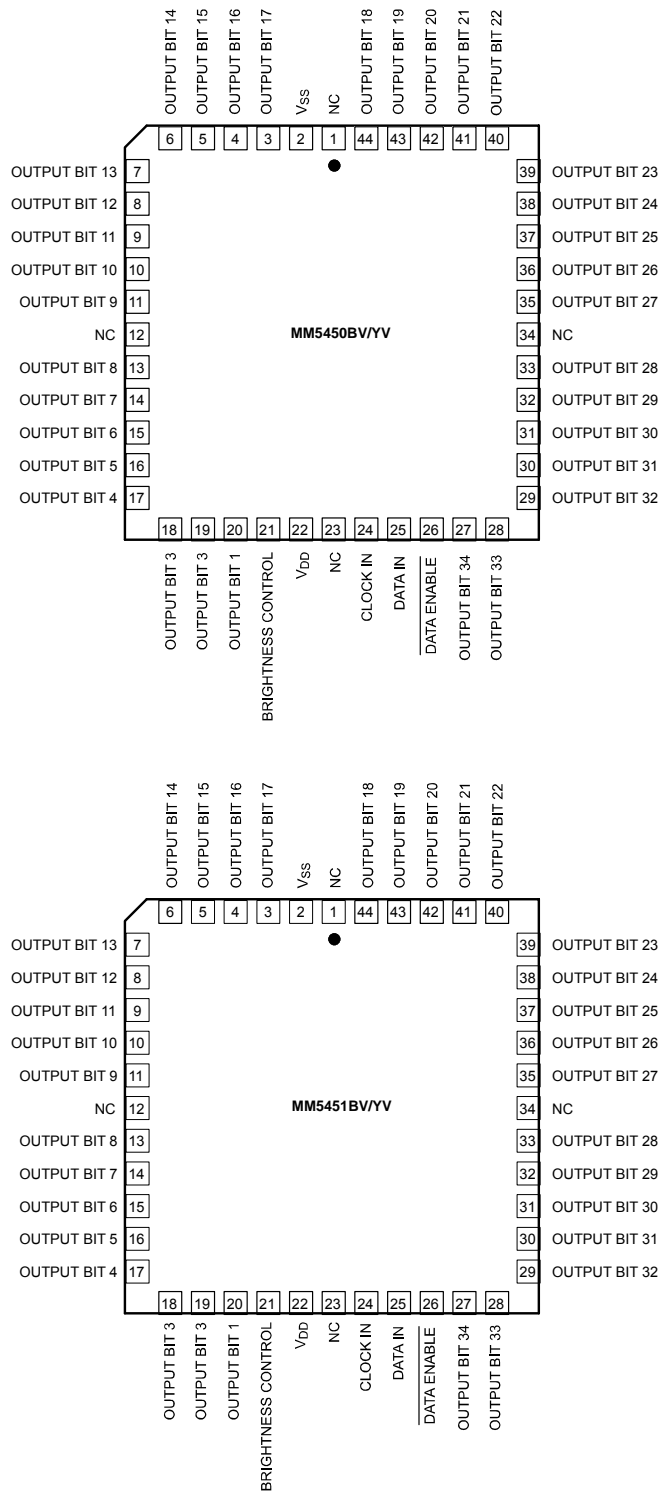 OUTPUT BIT 14
OUTPUT BIT 15
OUTPUT BIT 16
OUTPUT BIT 17
VSS
NC
OUTPUT BIT 18
OUTPUT BIT 19
OUTPUT BIT 20
OUTPUT BIT 21
OUTPUT BIT 22
6 5 4 3 2 1 44 43 42 41 40
OUTPUT BIT 13 7 39 OUTPUT BIT 23
OUTPUT BIT 12 8 38 OUTPUT BIT 24
OUTPUT BIT 11 9 37 OUTPUT BIT 25
OUTPUT BIT 10 10 36 OUTPUT BIT 26
OUTPUT BIT 9 11 35 OUTPUT BIT 27
NC 12 MM5450BV/YV 34 NC
OUTPUT BIT 8 13 33 OUTPUT BIT 28
OUTPUT BIT 7 14 32 OUTPUT BIT 29
OUTPUT BIT 6 15 31 OUTPUT BIT 30
OUTPUT BIT 5 16 30 OUTPUT BIT 31
OUTPUT BIT 4 17 29 OUTPUT BIT 32
18 19 20 21 22 23 24 25 26 27 28
OUTPUT BIT 3
OUTPUT BIT 3
OUTPUT BIT 1
BRIGHTNESS CONTROL
VDD
NC
CLOCK IN
DATA IN
DATA ENABLE
OUTPUT BIT 34
OUTPUT BIT 33
OUTPUT BIT 14
OUTPUT BIT 15
OUTPUT BIT 16
OUTPUT BIT 17
VSS
NC
OUTPUT BIT 18
OUTPUT BIT 19
OUTPUT BIT 20
OUTPUT BIT 21
OUTPUT BIT 22
6 5 4 3 2 1 44 43 42 41 40
OUTPUT BIT 13 7 39 OUTPUT BIT 23
OUTPUT BIT 12 8 38 OUTPUT BIT 24
OUTPUT BIT 11 9 37 OUTPUT BIT 25
OUTPUT BIT 10 10 36 OUTPUT BIT 26
OUTPUT BIT 9 11 35 OUTPUT BIT 27
NC 12 MM5451BV/YV 34 NC
OUTPUT BIT 8 13 33 OUTPUT BIT 28
OUTPUT BIT 7 14 32 OUTPUT BIT 29
OUTPUT BIT 6 15 31 OUTPUT BIT 30
OUTPUT BIT 5 16 30 OUTPUT BIT 31
OUTPUT BIT 4 17 29 OUTPUT BIT 32
18 19 20 21 22 23 24 25 26 27 28
OUTPUT BIT 3
OUTPUT BIT 3
OUTPUT BIT 1
BRIGHTNESS CONTROL
VDD
NC
CLOCK IN
DATA IN
DATA ENABLE
OUTPUT BIT 34
OUTPUT BIT 33